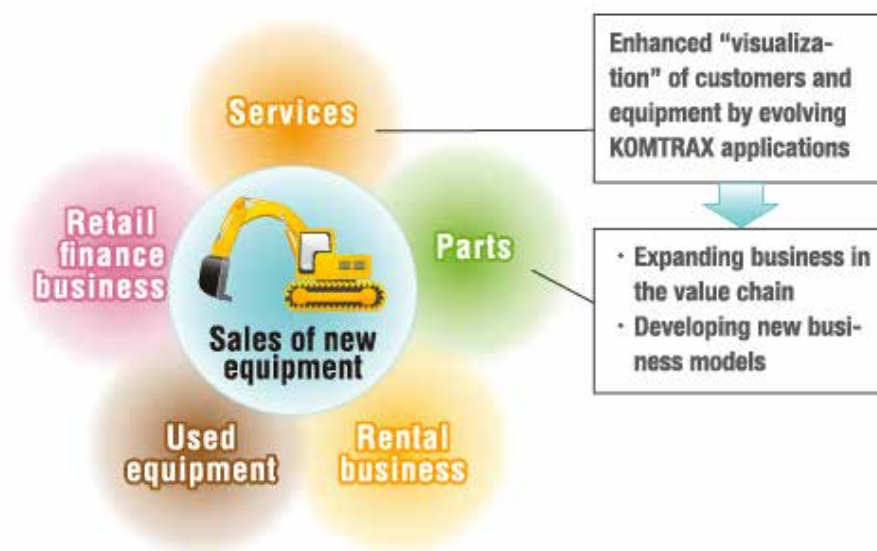 Services
Retail
finance
business
Parts
Sales of new
equipment
Used
equipment
Rental
business
Enhanced “visualiza-
tion” of customers and
equipment by evolving
KOMTRAX applications
・Expanding business in
the value chain
・Developing new busi-
ness models